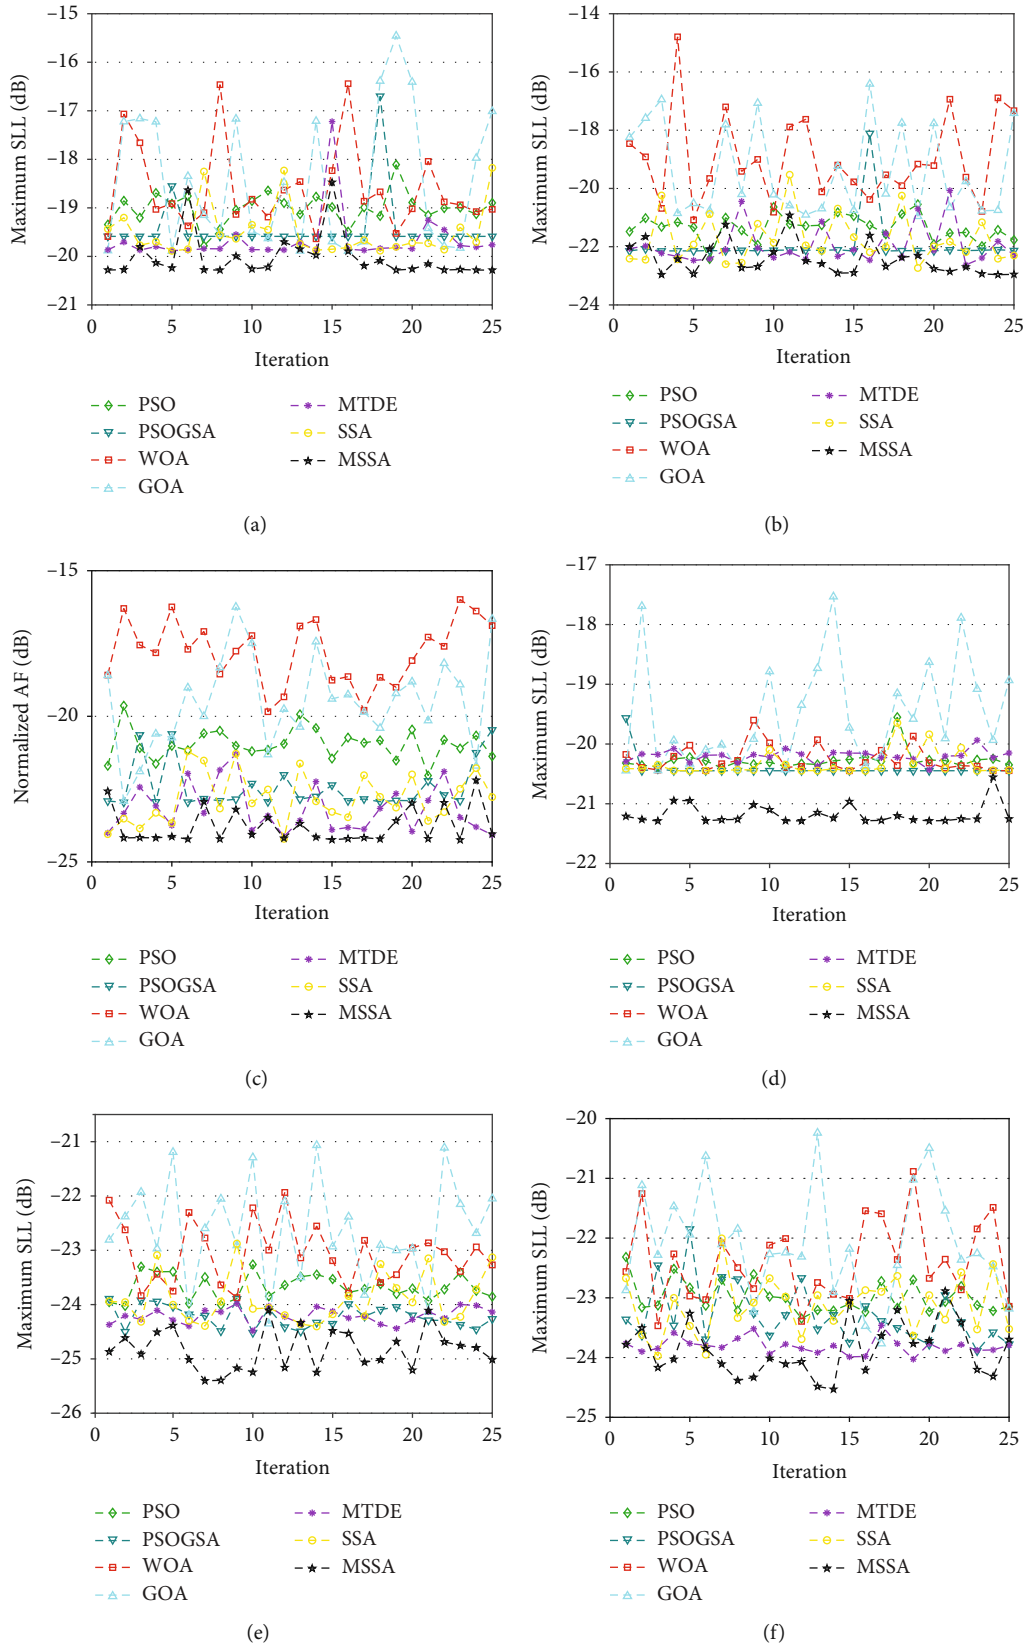 −15
−16
−17
−18
−19
−20
−21
Maximum SLL (dB)
0 5 10 15 20 25
Iteration
PSO
PSOGSA
WOA
GOA
MTDE
SSA
MSSA
(a)
−14
−16
−18
−20
−22
−24
Maximum SLL (dB)
0 5 10 15 20 25
Iteration
PSO
PSOGSA
WOA
GOA
MTDE
SSA
MSSA
(b)
−15
−20
−25
Normalized AF (dB)
0 5 10 15 20 25
Iteration
PSO
PSOGSA
WOA
GOA
MTDE
SSA
MSSA
(c)
−17
−18
−19
−20
−21
−22
Maximum SLL (dB)
0 5 10 15 20 25
Iteration
PSO
PSOGSA
WOA
GOA
MTDE
SSA
MSSA
(d)
−21
−22
−23
−24
−25
−26
Maximum SLL (dB)
0 5 10 15 20 25
Iteration
PSO
PSOGSA
WOA
GOA
MTDE
SSA
MSSA
(e)
−20
−21
−22
−23
−24
−25
Maximum SLL (dB)
0 5 10 15 20 25
Iteration
PSO
PSOGSA
WOA
GOA
MTDE
SSA
MSSA
(f)